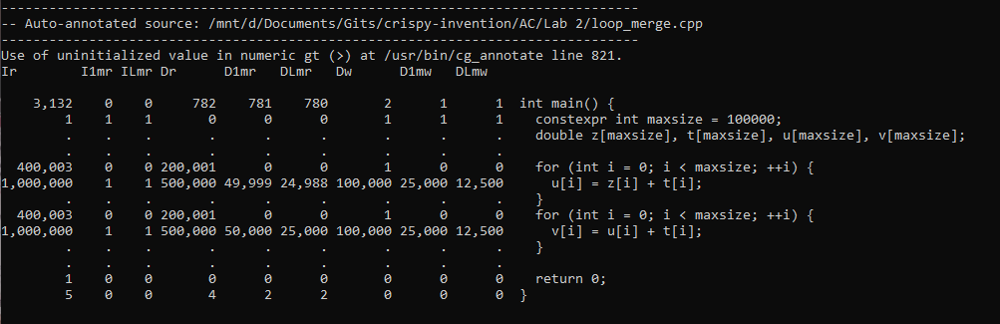 --------------------------------------------------------------------------------
-- Auto-annotated source: /mnt/d/Documents/Gits/crispy-invention/AC/Lab 2/loop_merge.cpp
--------------------------------------------------------------------------------
Use of uninitialized value in numeric gt (>) at /usr/bin/cg_annotate line 821.
Ir        I1mr ILmr Dr      D1mr   DLmr   Dw      D1mw   DLmw

    3,132    0    0     782    781    780       2      1      1  int main() {
        1    1    1       0      0      0       1      1      1    constexpr int maxsize = 100000;
        .    .    .       .      .      .       .      .      .    double z[maxsize], t[maxsize], u[maxsize], v[maxsize];
        .    .    .       .      .      .       .      .      .
  400,003    0    0 200,001      0      0       1      0      0    for (int i = 0; i < maxsize; ++i) {
1,000,000    1    1 500,000 49,999 24,988 100,000 25,000 12,500      u[i] = z[i] + t[i];
        .    .    .       .      .      .       .      .      .    }
  400,003    0    0 200,001      0      0       1      0      0    for (int i = 0; i < maxsize; ++i) {
1,000,000    1    1 500,000 50,000 25,000 100,000 25,000 12,500      v[i] = u[i] + t[i];
        .    .    .       .      .      .       .      .      .    }
        .    .    .       .      .      .       .      .      .
        1    0    0       0      0      0       0      0      0    return 0;
        5    0    0       4      2      2       0      0      0  }